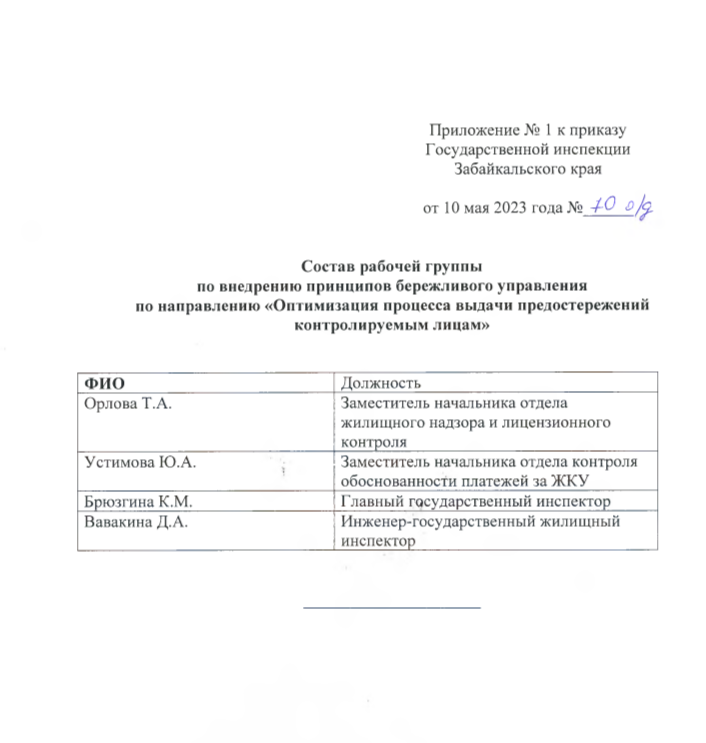 Приложение № 1 к приказу
Государственной инспекции
Забайкальского края
от 10 мая 2023 года № 70 о/д
Состав рабочей группы
по внедрению принципов бережливого управления
по направлению «Оптимизация процесса выдачи предостережений
контролируемым лицам»
ФИО Должность
Орлова Т.А. Заместитель начальника отдела
жилищного надзора и лицензионного
контроля
Устимова Ю.А. Заместитель начальника отдела контроля
обоснованности платежей за ЖКУ
Брюзгина К.М. Главный государственный инспектор
Вавакина Д.А. Инженер-государственный жилищный
инспектор